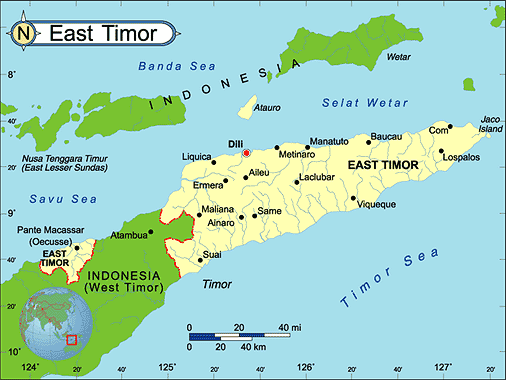 N East Timor
Banda Sea
Wetar
INDONESIA
8°
Atauro
Selat Wetar
40'
Jaco
Island
Com
Baucau
Manatuto
Dili
Metinaro
Liquica
EAST TIMOR
Lospalos
20'
Nusa Tenggara Timur
(East Lesser Sundas)
Aileu
Ermera
Laclubar
Viqueque
Savu Sea
9°
Maliana
Same
Ainaro
Pante Macassar
(Oecusse)
Atambua
EAST
TIMOR
40'
Suai
Timor Sea
INDONESIA
(West Timor)
Timor
20'
20 40 mi
20 40 km
10°
124° 20' 40' 125° 20' 40' 126° 20' 40' 127° 20'